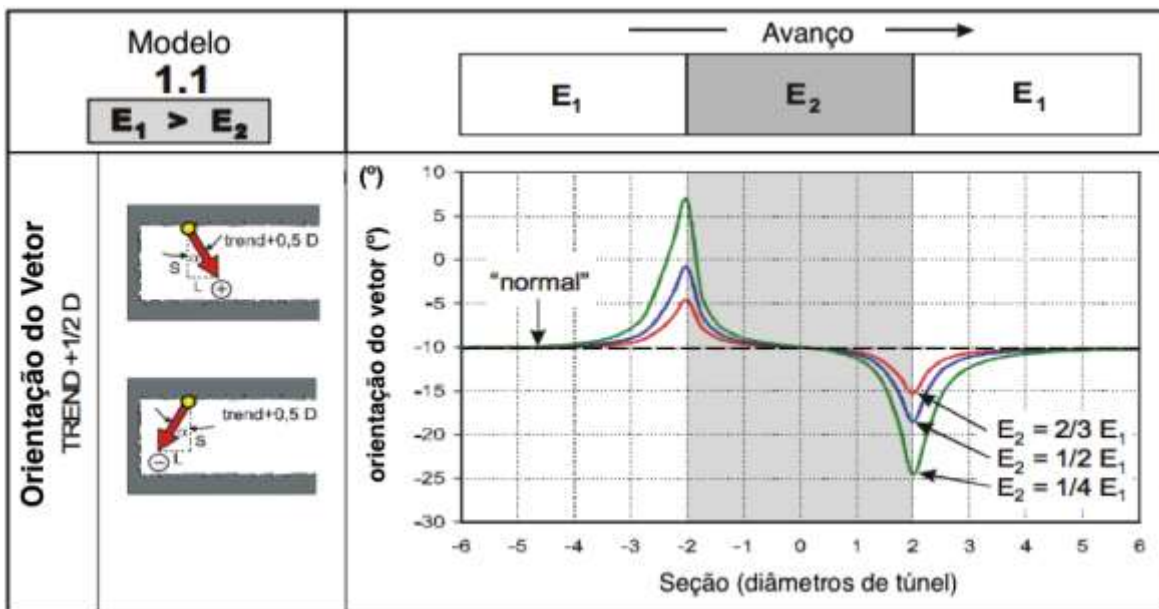 Modelo
1.1
E₁ > E₂
Avanço
E₁
E₂
E₁
Orientação do Vetor
TREND +1/2 D
trend+0,5 D
S
L
+
trend+0,5 D
S
L
−
(º)
orientação do vetor (º)
10
5
0
-5
-10
-15
-20
-25
-30
"normal"
E₂ = 2/3 E₁
E₂ = 1/2 E₁
E₂ = 1/4 E₁
-6 -5 -4 -3 -2 -1 0 1 2 3 4 5 6
Seção (diâmetros de túnel)